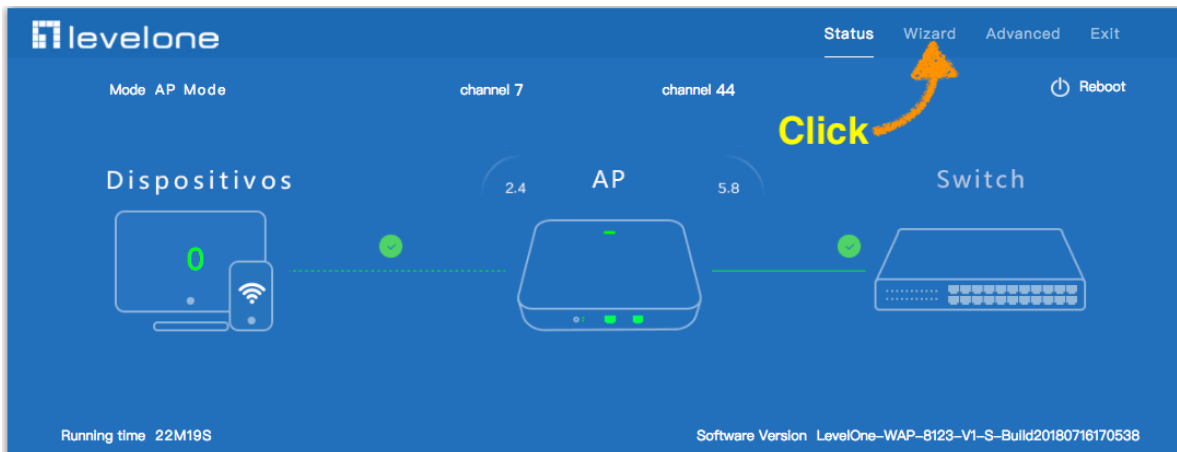 levelone
Status Wizard Advanced Exit
Mode AP Mode channel 7 channel 44 Reboot
Click
Dispositivos 2.4 AP 5.8 Switch
0
Running time 22M19S Software Version LevelOne-WAP-8123-V1-S-Build20180716170538